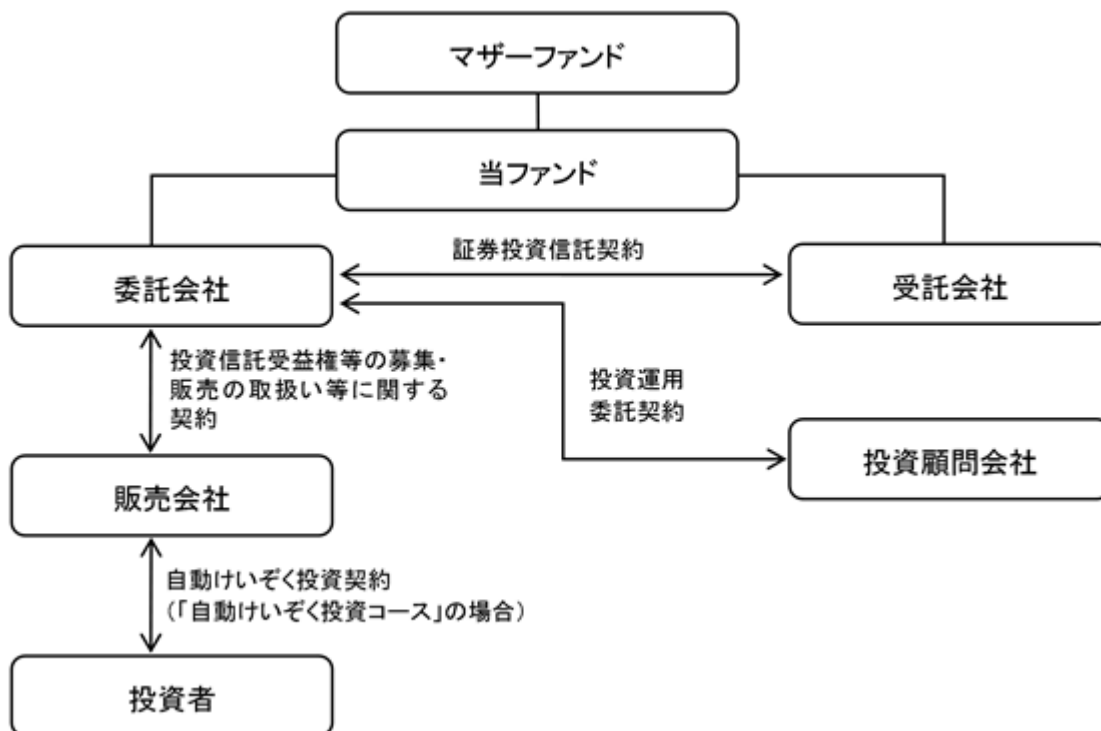 マザーファンド
当ファンド
証券投資信託契約
委託会社
受託会社
投資信託受益権等の募集・
販売の取扱い等に関する
契約
投資運用
委託契約
投資顧問会社
販売会社
自動けいぞく投資契約
(「自動けいぞく投資コース」の場合)
投資者